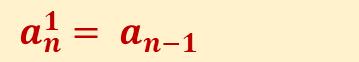 $a_n^1 = a_{n-1}$